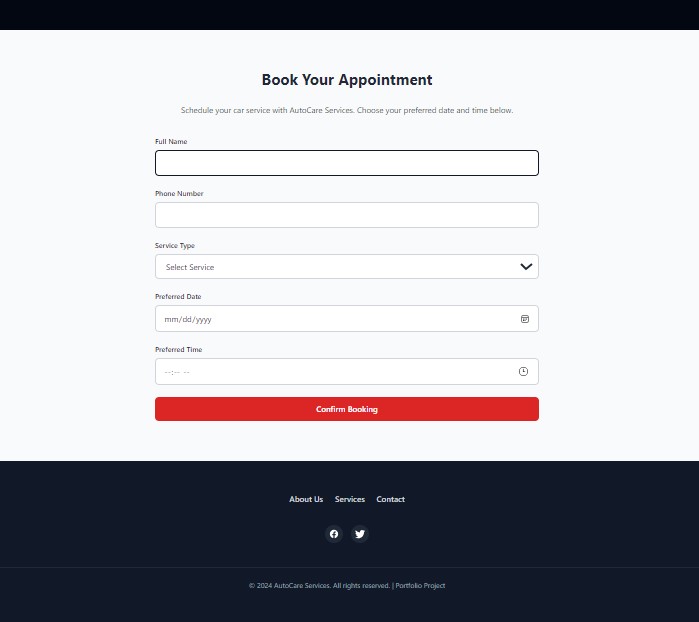 Book Your Appointment
Schedule your car service with AutoCare Services. Choose your preferred date and time below.
Full Name
Phone Number
Service Type
Select Service
Preferred Date
mm/dd/yyyy
Preferred Time
--:-- --
Confirm Booking
About Us Services Contact
© 2024 AutoCare Services. All rights reserved. | Portfolio Project